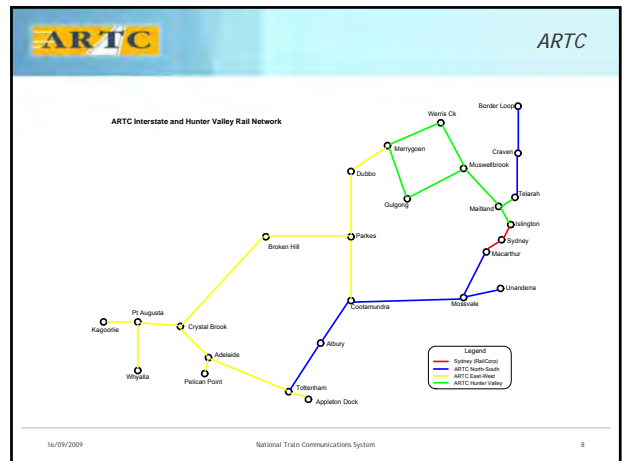 ARTC
ARTC
ARTC Interstate and Hunter Valley Rail Network
Border Loop
Werris Ck
Craven
Merrygoen
Muswellbrook
Dubbo
Telarah
Gulgong
Maitland
Islington
Sydney
Parkes
Broken Hill
Macarthur
Unanderra
Mossvale
Cootamundra
Pt Augusta
Kagoorlie
Crystal Brook
Albury
Adelaide
Whyalla
Pelican Point
Tottenham
Appleton Dock
Legend
Sydney (RailCorp)
ARTC North-South
ARTC East-West
ARTC Hunter Valley
16/09/2009
National Train Communications System
8